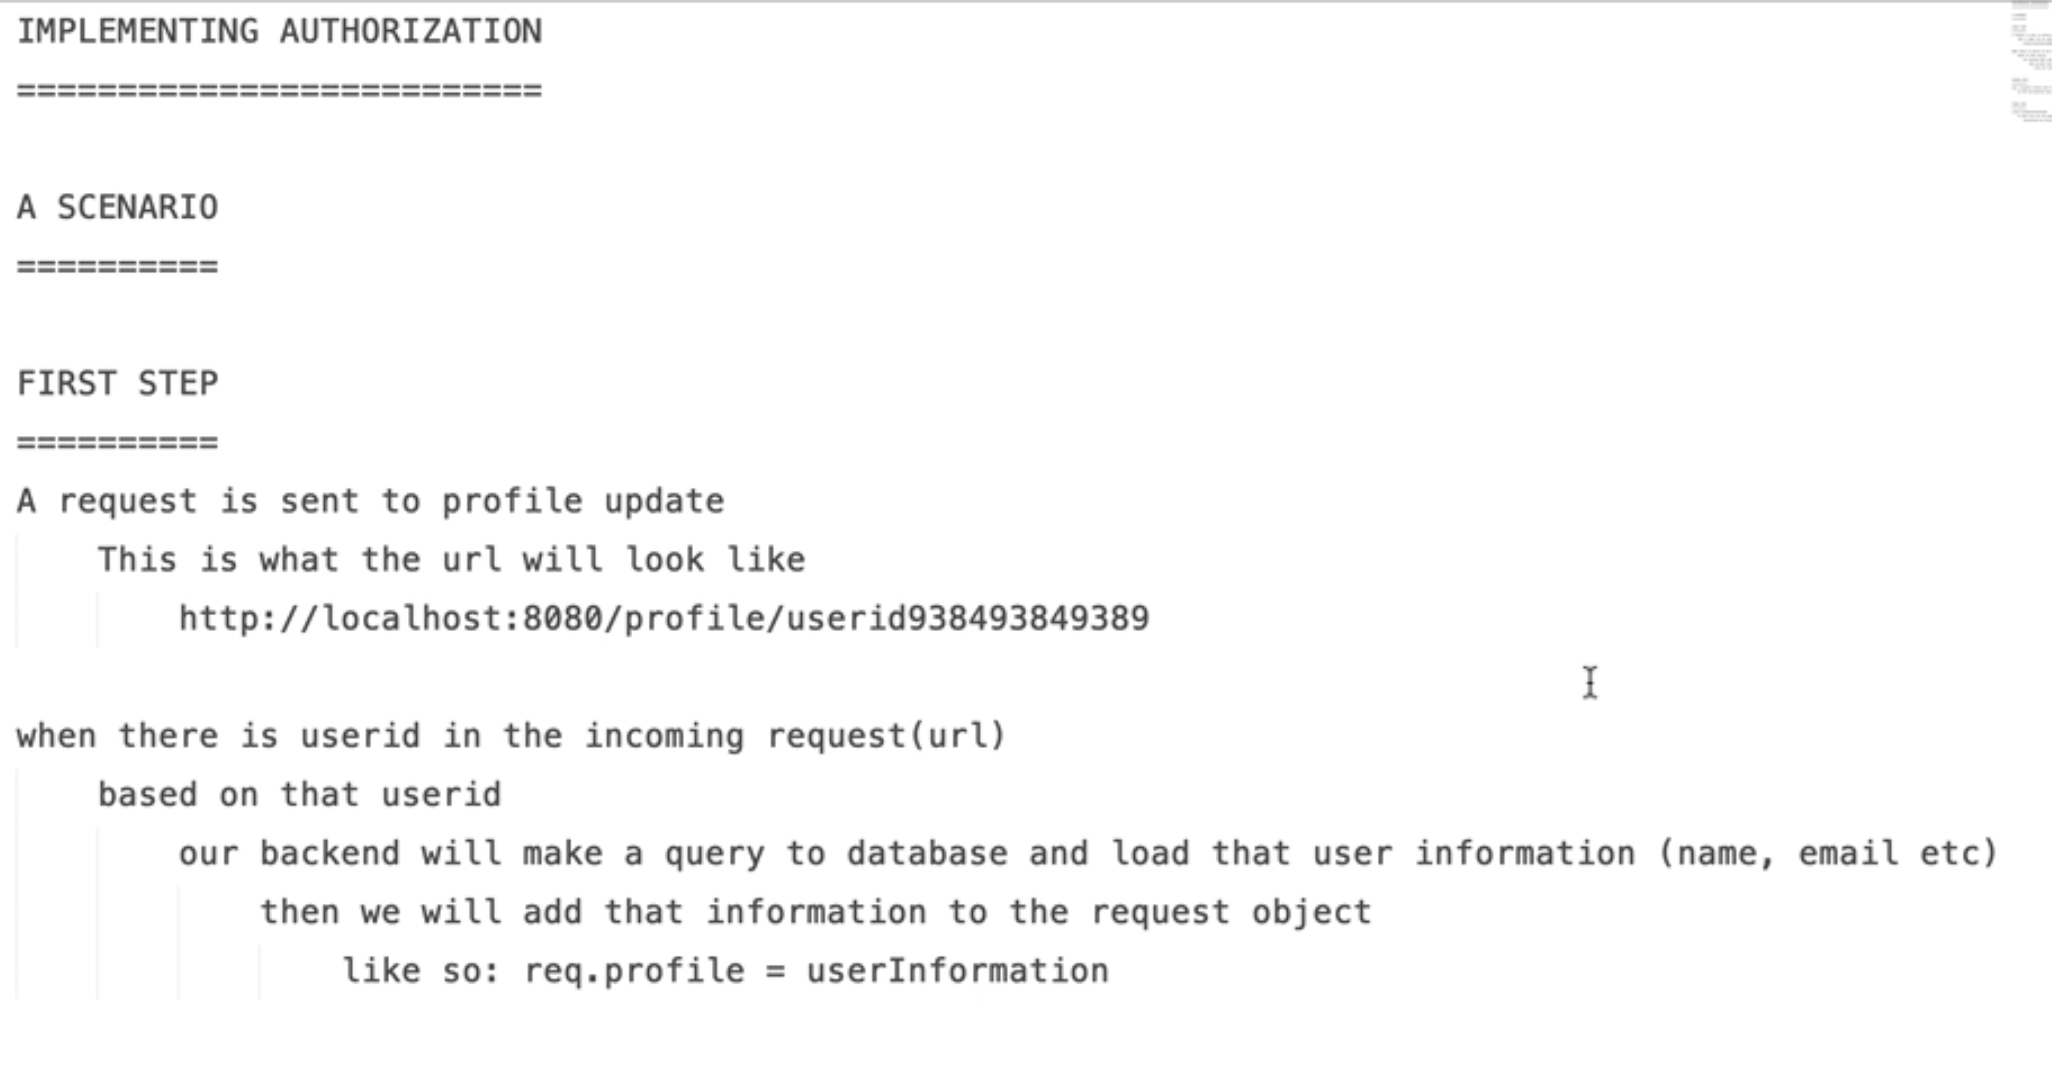 IMPLEMENTING AUTHORIZATION
==========================
A SCENARIO
==========
FIRST STEP
==========
A request is sent to profile update
This is what the url will look like
http://localhost:8080/profile/userid938493849389
when there is userid in the incoming request(url)
based on that userid
our backend will make a query to database and load that user information (name, email etc)
then we will add that information to the request object
like so: req.profile = userInformation